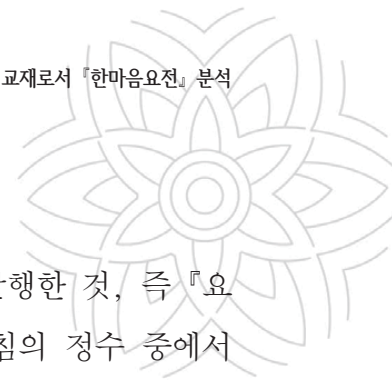 교재로서 『한마음요전』 분석
행한 것, 즉 『요
침의 정수 중에서